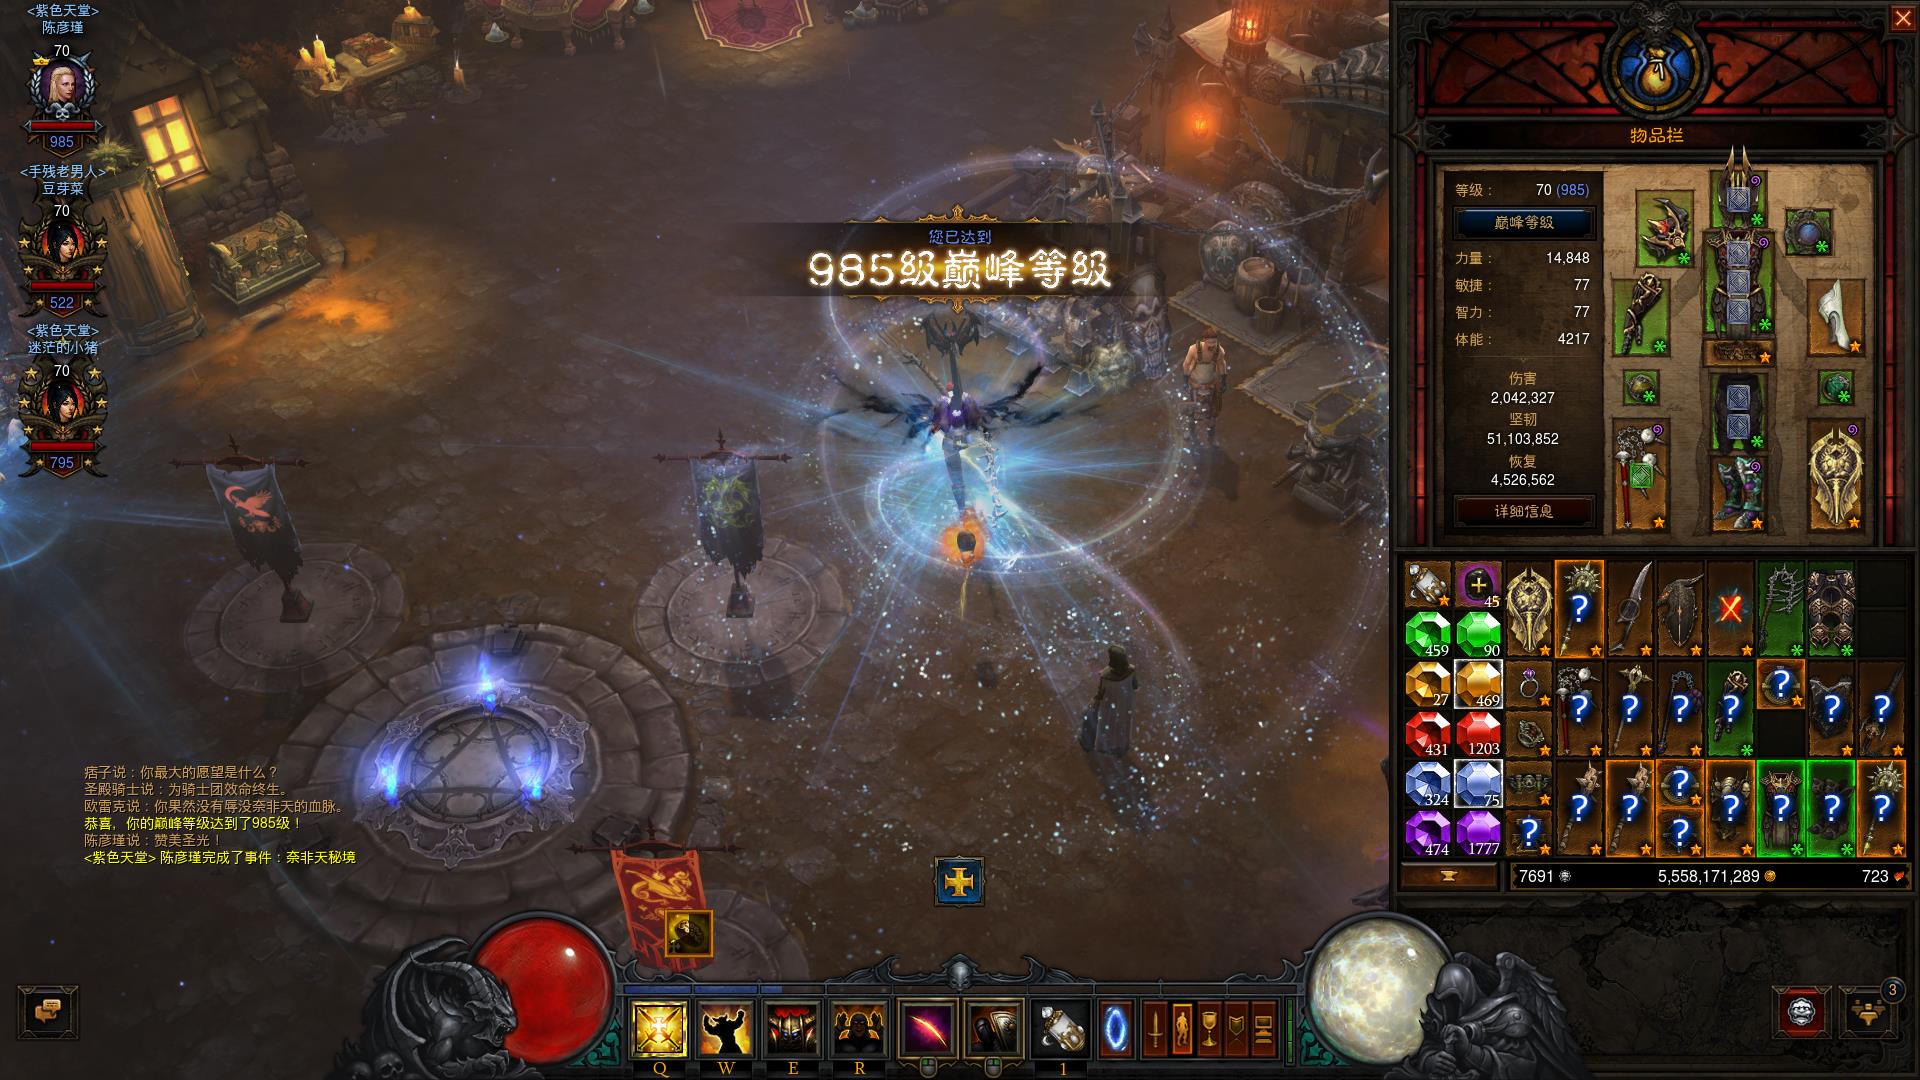 <紫色天堂>
陈彦瑾
70
985
<手残老男人>
豆芽菜
70
522
<紫色天堂>
迷茫的小猪
70
795
您已达到
985级巅峰等级
痞子说：你最大的愿望是什么？
圣殿骑士说：为骑士团效命终生。
欧雷克说：你果然没有辱没奈非天的血脉。
恭喜，你的巅峰等级达到了985级！
陈彦瑾说：赞美圣光！
<紫色天堂> 陈彦瑾完成了事件：奈非天秘境
物品栏
等级： 70 (985)
巅峰等级
力量： 14,848
敏捷： 77
智力： 77
体能： 4217
伤害
2,042,327
坚韧
51,103,852
恢复
4,526,562
详细信息
45
?
459 90
27 469
? ? ? ? ? ? ?
431 1203
324 75
? ? ? ? ? ? ?
474 1777 ? ?
7691 5,558,171,289 723
Q W E R 1
3